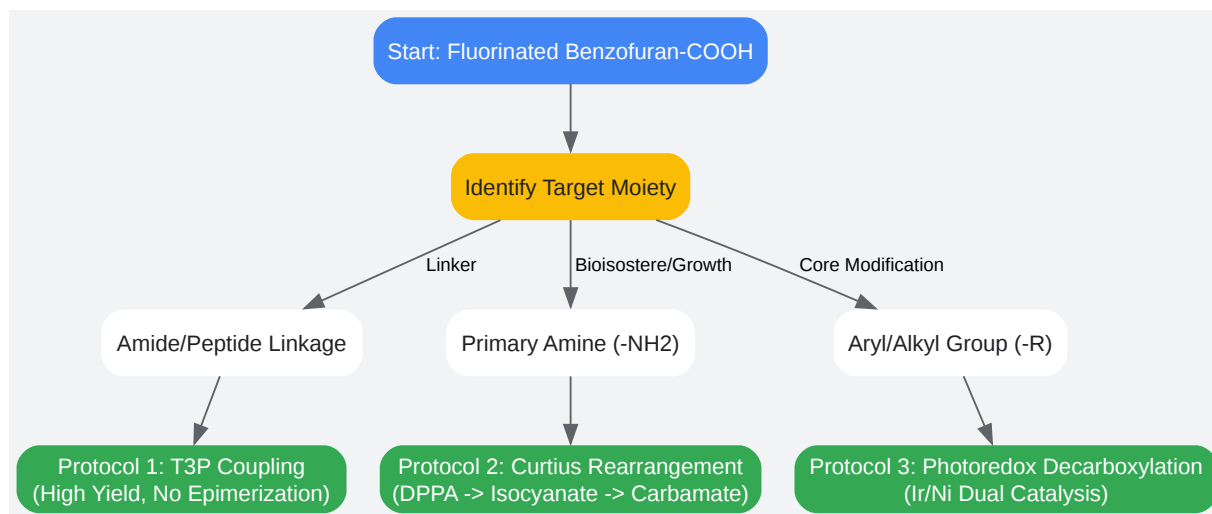 Start: Fluorinated Benzofuran-COOH
Identify Target Moiety
Linker
Bioisostere/Growth
Core Modification
Amide/Peptide Linkage
Primary Amine (-NH2)
Aryl/Alkyl Group (-R)
Protocol 1: T3P Coupling
(High Yield, No Epimerization)
Protocol 2: Curtius Rearrangement
(DPPA -> Isocyanate -> Carbamate)
Protocol 3: Photoredox Decarboxylation
(Ir/Ni Dual Catalysis)